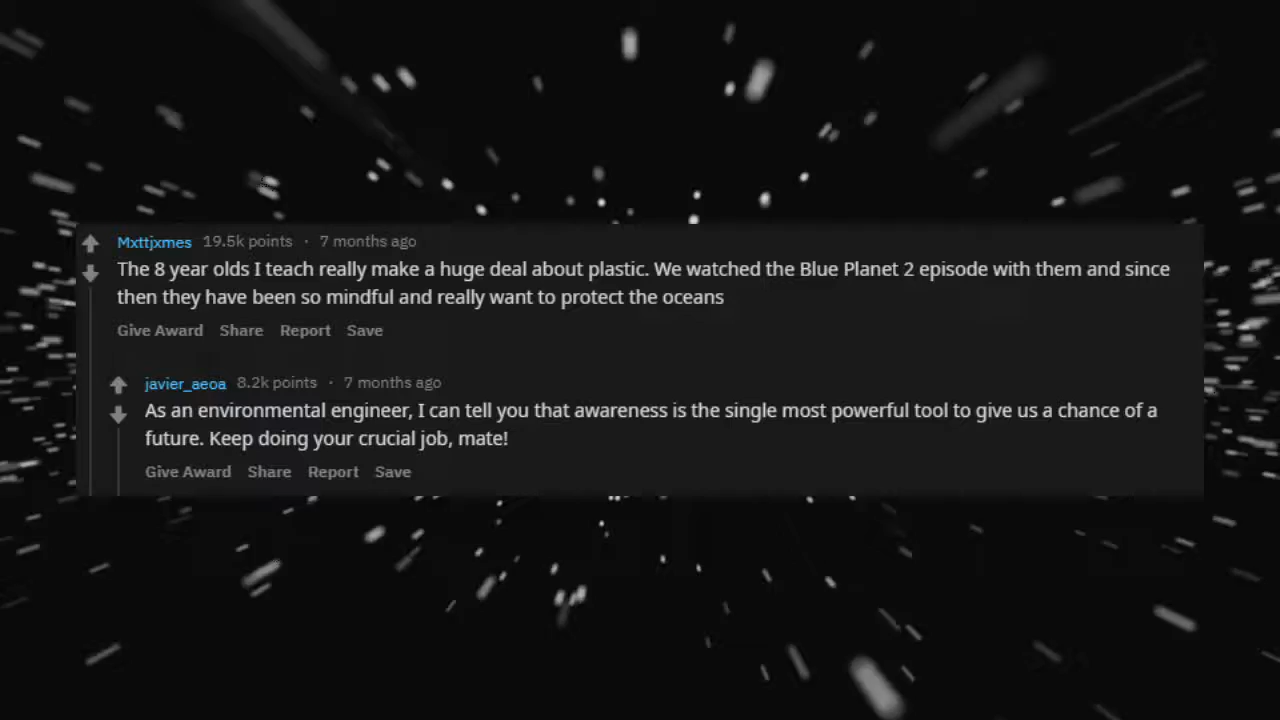 Mxttjxmes 19.5k points · 7 months ago
The 8 year olds I teach really make a huge deal about plastic. We watched the Blue Planet 2 episode with them and since
then they have been so mindful and really want to protect the oceans
Give Award Share Report Save
javier_aeoa 8.2k points · 7 months ago
As an environmental engineer, I can tell you that awareness is the single most powerful tool to give us a chance of a
future. Keep doing your crucial job, mate!
Give Award Share Report Save